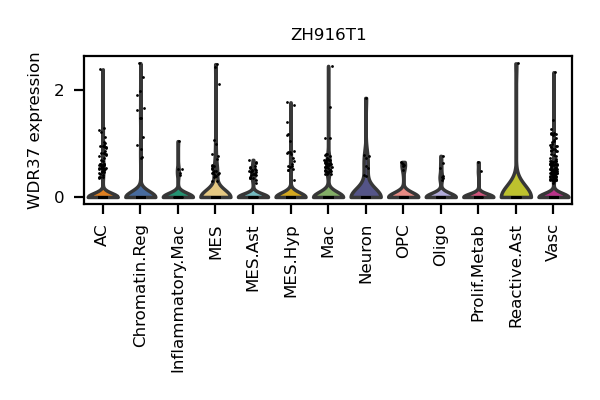 ZH916T1
WDR37 expression
2
0
AC
Chromatin.Reg
Inflammatory.Mac
MES
MES.Ast
MES.Hyp
Mac
Neuron
OPC
Oligo
Prolif.Metab
Reactive.Ast
Vasc